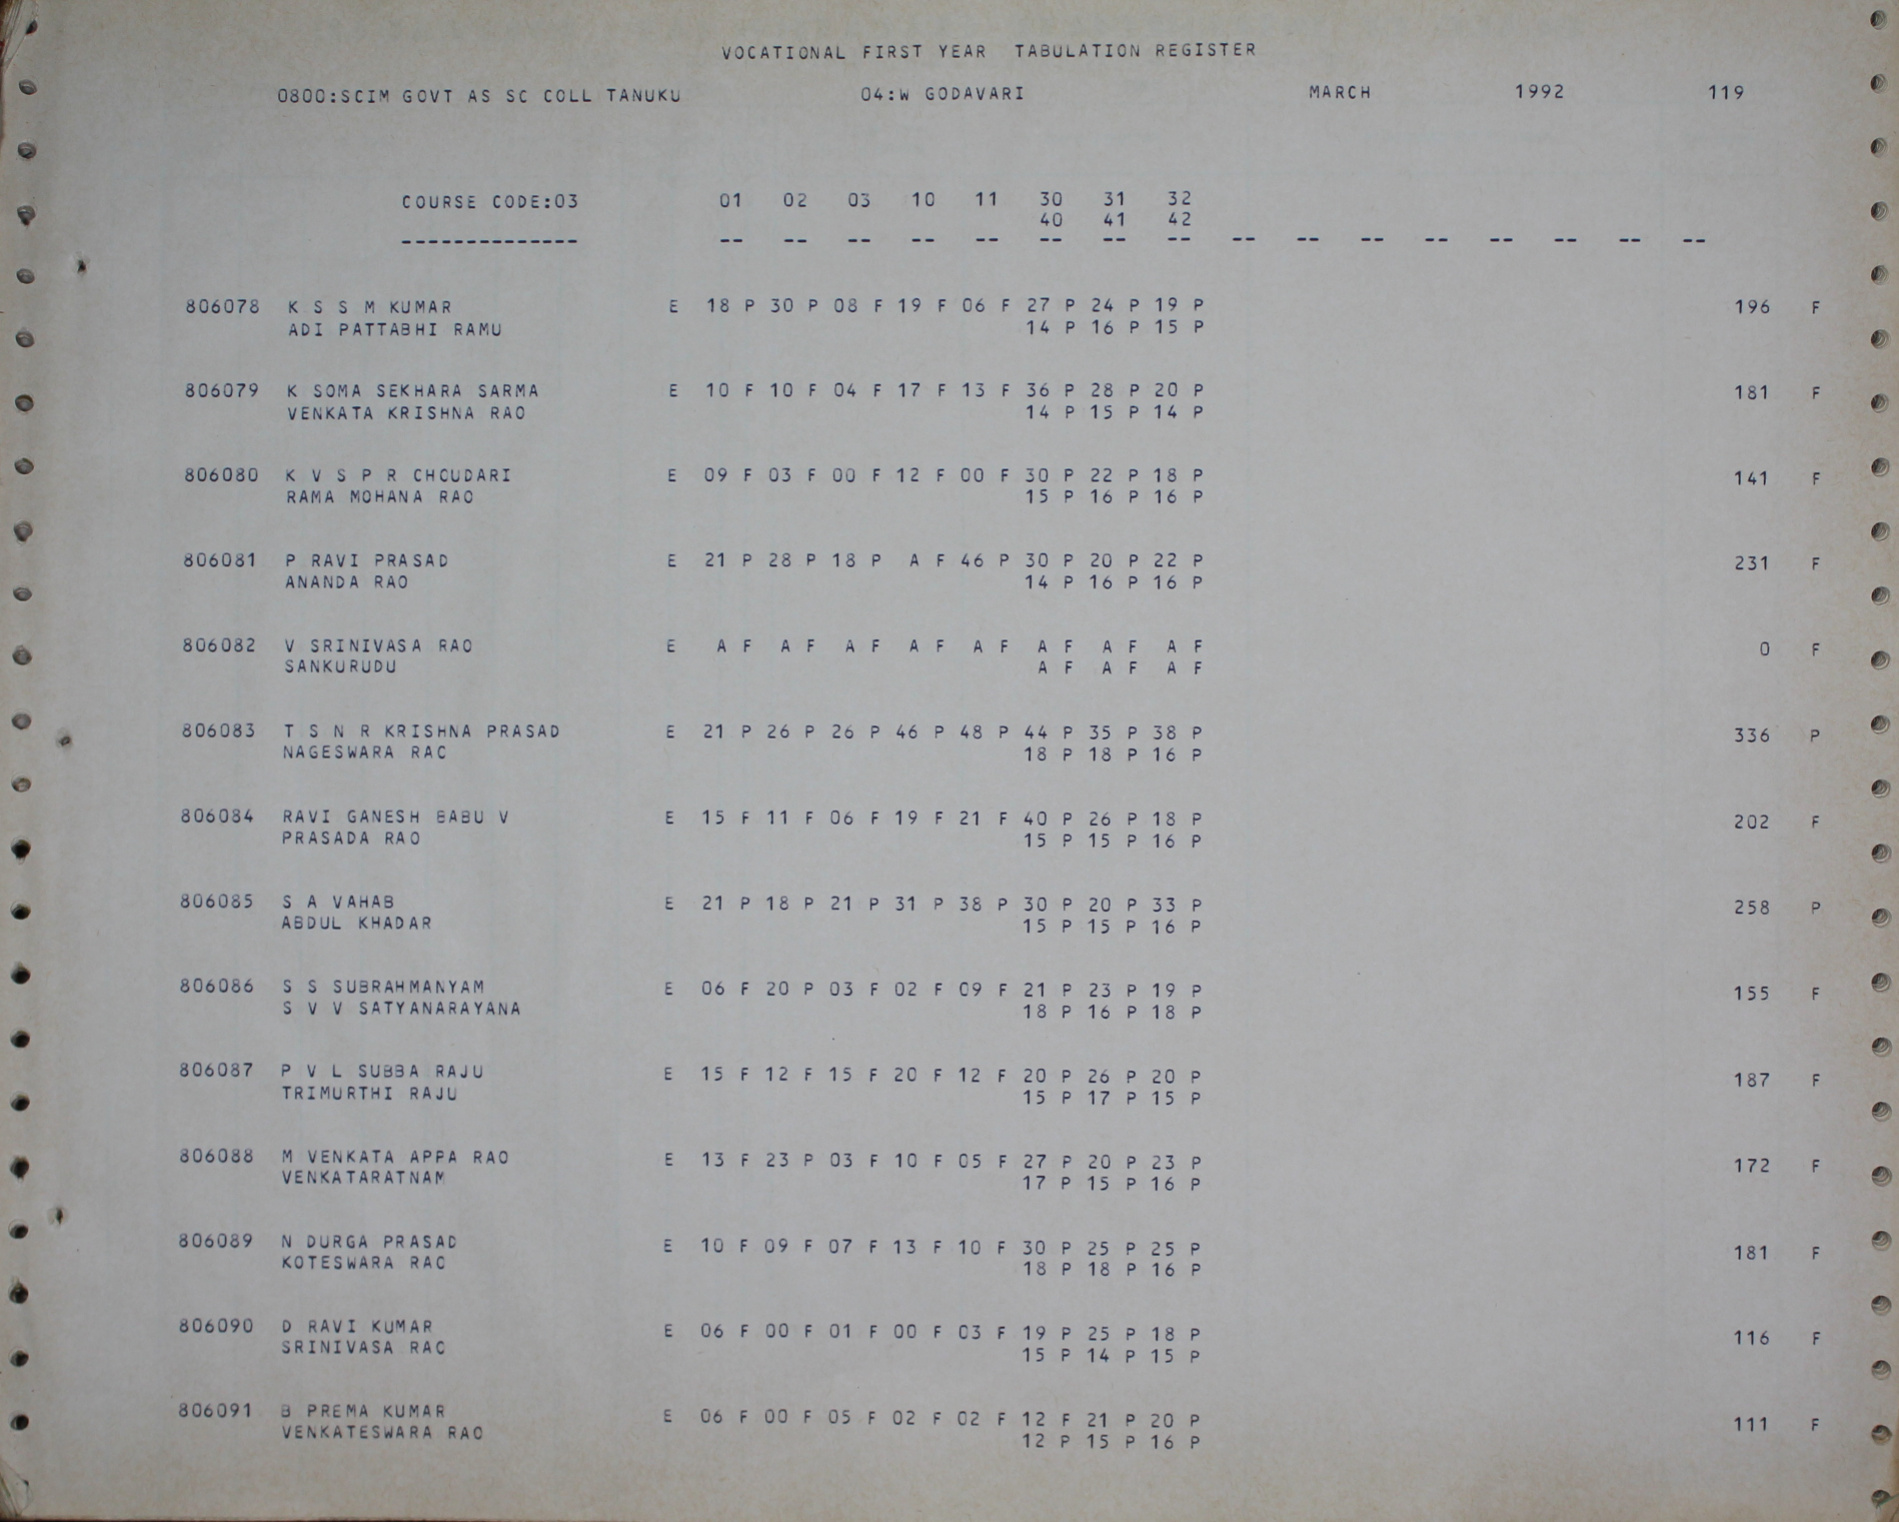 VOCATIONAL FIRST YEAR TABULATION REGISTER
0800:SCIM GOVT AS SC COLL TANUKU 04:W GODAVARI MARCH 1992 119
COURSE CODE:03 01 02 03 10 11 30 31 32
40 41 42
-------------- -- -- -- -- -- -- -- -- -- -- -- -- -- -- -- --
806078 K S S M KUMAR E 18 P 30 P 08 F 19 F 06 F 27 P 24 P 19 P 196 F
ADI PATTABHI RAMU 14 P 16 P 15 P
806079 K SOMA SEKHARA SARMA E 10 F 10 F 04 F 17 F 13 F 36 P 28 P 20 P 181 F
VENKATA KRISHNA RAO 14 P 15 P 14 P
806080 K V S P R CHOUDARI E 09 F 03 F 00 F 12 F 00 F 30 P 22 P 18 P 141 F
RAMA MOHANA RAO 15 P 16 P 16 P
806081 P RAVI PRASAD E 21 P 28 P 18 P A F 46 P 30 P 20 P 22 P 231 F
ANANDA RAO 14 P 16 P 16 P
806082 V SRINIVASA RAO E A F A F A F A F A F A F A F A F 0 F
SANKURUDU A F A F A F
806083 T S N R KRISHNA PRASAD E 21 P 26 P 26 P 46 P 48 P 44 P 35 P 38 P 336 P
NAGESWARA RAO 18 P 18 P 16 P
806084 RAVI GANESH BABU V E 15 F 11 F 06 F 19 F 21 F 40 P 26 P 18 P 202 F
PRASADA RAO 15 P 15 P 16 P
806085 S A VAHAB E 21 P 18 P 21 P 31 P 38 P 30 P 20 P 33 P 258 P
ABDUL KHADAR 15 P 15 P 16 P
806086 S S SUBRAHMANYAM E 06 F 20 P 03 F 02 F 09 F 21 P 23 P 19 P 155 F
S V V SATYANARAYANA 18 P 16 P 18 P
806087 P V L SUBBA RAJU E 15 F 12 F 15 F 20 F 12 F 20 P 26 P 20 P 187 F
TRIMURTHI RAJU 15 P 17 P 15 P
806088 M VENKATA APPA RAO E 13 F 23 P 03 F 10 F 05 F 27 P 20 P 23 P 172 F
VENKATARATNAM 17 P 15 P 16 P
806089 N DURGA PRASAD E 10 F 09 F 07 F 13 F 10 F 30 P 25 P 25 P 181 F
KOTESWARA RAO 18 P 18 P 16 P
806090 D RAVI KUMAR E 06 F 00 F 01 F 00 F 03 F 19 P 25 P 18 P 116 F
SRINIVASA RAO 15 P 14 P 15 P
806091 B PREMA KUMAR E 06 F 00 F 05 F 02 F 02 F 12 F 21 P 20 P 111 F
VENKATESWARA RAO 12 P 15 P 16 P